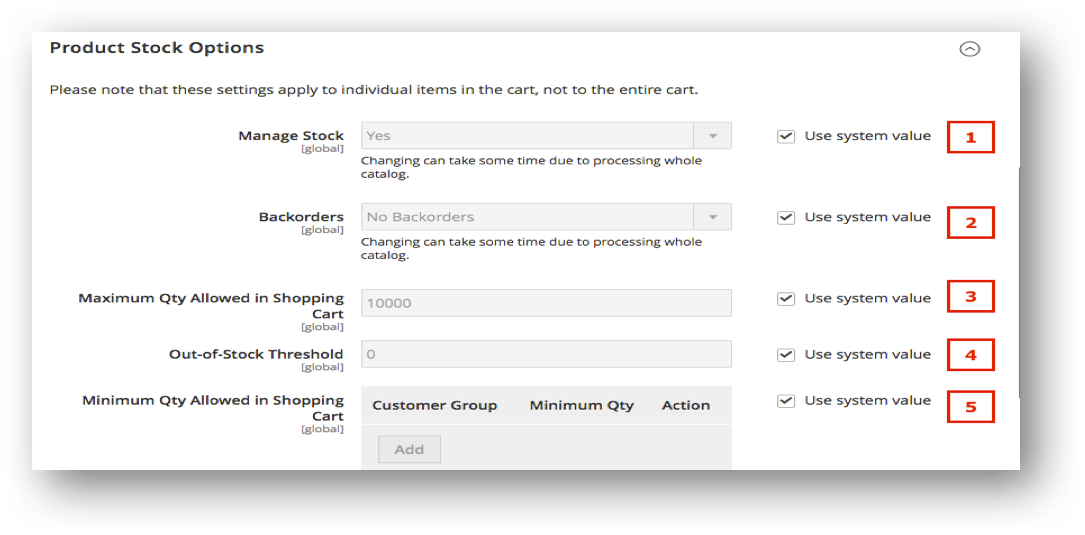 Product Stock Options
Please note that these settings apply to individual items in the cart, not to the entire cart.
Manage Stock
[global]
Yes
Changing can take some time due to processing whole
catalog.
Use system value
1
Backorders
[global]
No Backorders
Changing can take some time due to processing whole
catalog.
Use system value
2
Maximum Qty Allowed in Shopping
Cart
[global]
10000
Use system value
3
Out-of-Stock Threshold
[global]
0
Use system value
4
Minimum Qty Allowed in Shopping
Cart
[global]
Customer Group Minimum Qty Action
Add
Use system value
5